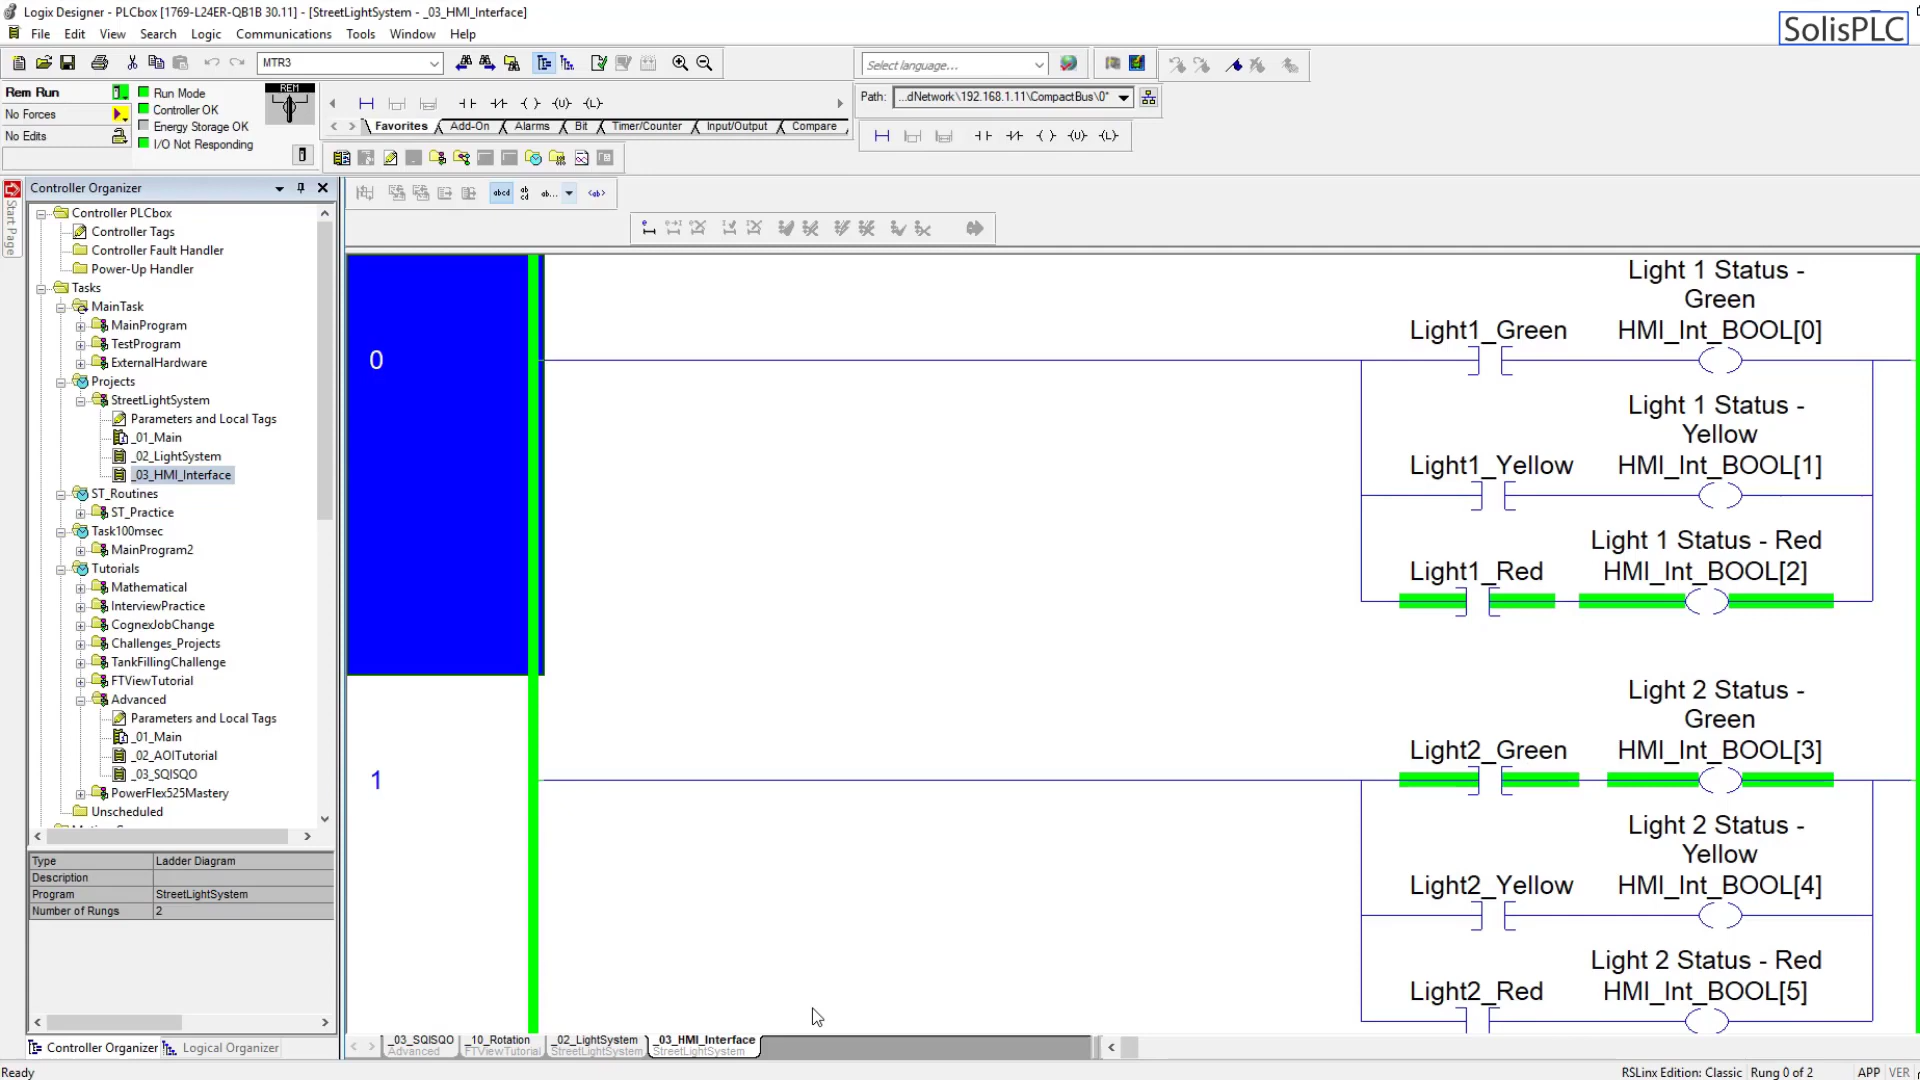 Logix Designer - PLCbox [1769-L24ER-QB1B 30.11] - [StreetLightSystem - _03_HMI_Interface]
SolisPLC
File Edit View Search Logic Communications Tools Window Help
MTR3
Select language...
Rem Run
No Forces
No Edits
Run Mode
Controller OK
Energy Storage OK
I/O Not Responding
REM
Path: ...dNetwork\192.168.1.11\CompactBus\0*
Favorites Add-On Alarms Bit Timer/Counter Input/Output Compare
Start Page
Controller Organizer
Controller PLCbox
Controller Tags
Controller Fault Handler
Power-Up Handler
Tasks
MainTask
MainProgram
TestProgram
ExternalHardware
Projects
StreetLightSystem
Parameters and Local Tags
_01_Main
_02_LightSystem
_03_HMI_Interface
ST_Routines
ST_Practice
Task100msec
MainProgram2
Tutorials
Mathematical
InterviewPractice
CognexJobChange
Challenges_Projects
TankFillingChallenge
FTViewTutorial
Advanced
Parameters and Local Tags
_01_Main
_02_AOITutorial
_03_SQISQO
PowerFlex525Mastery
Unscheduled
Type Ladder Diagram
Description
Program StreetLightSystem
Number of Rungs 2
Controller Organizer Logical Organizer
0
Light 1 Status -
Green
Light1_Green HMI_Int_BOOL[0]
Light 1 Status -
Yellow
Light1_Yellow HMI_Int_BOOL[1]
Light 1 Status - Red
Light1_Red HMI_Int_BOOL[2]
1
Light 2 Status -
Green
Light2_Green HMI_Int_BOOL[3]
Light 2 Status -
Yellow
Light2_Yellow HMI_Int_BOOL[4]
Light 2 Status - Red
Light2_Red HMI_Int_BOOL[5]
_03_SQISQO _10_Rotation _02_LightSystem _03_HMI_Interface
Advanced FTViewTutorial StreetLightSystem StreetLightSystem
Ready
RSLinx Edition: Classic Rung 0 of 2 APP VER